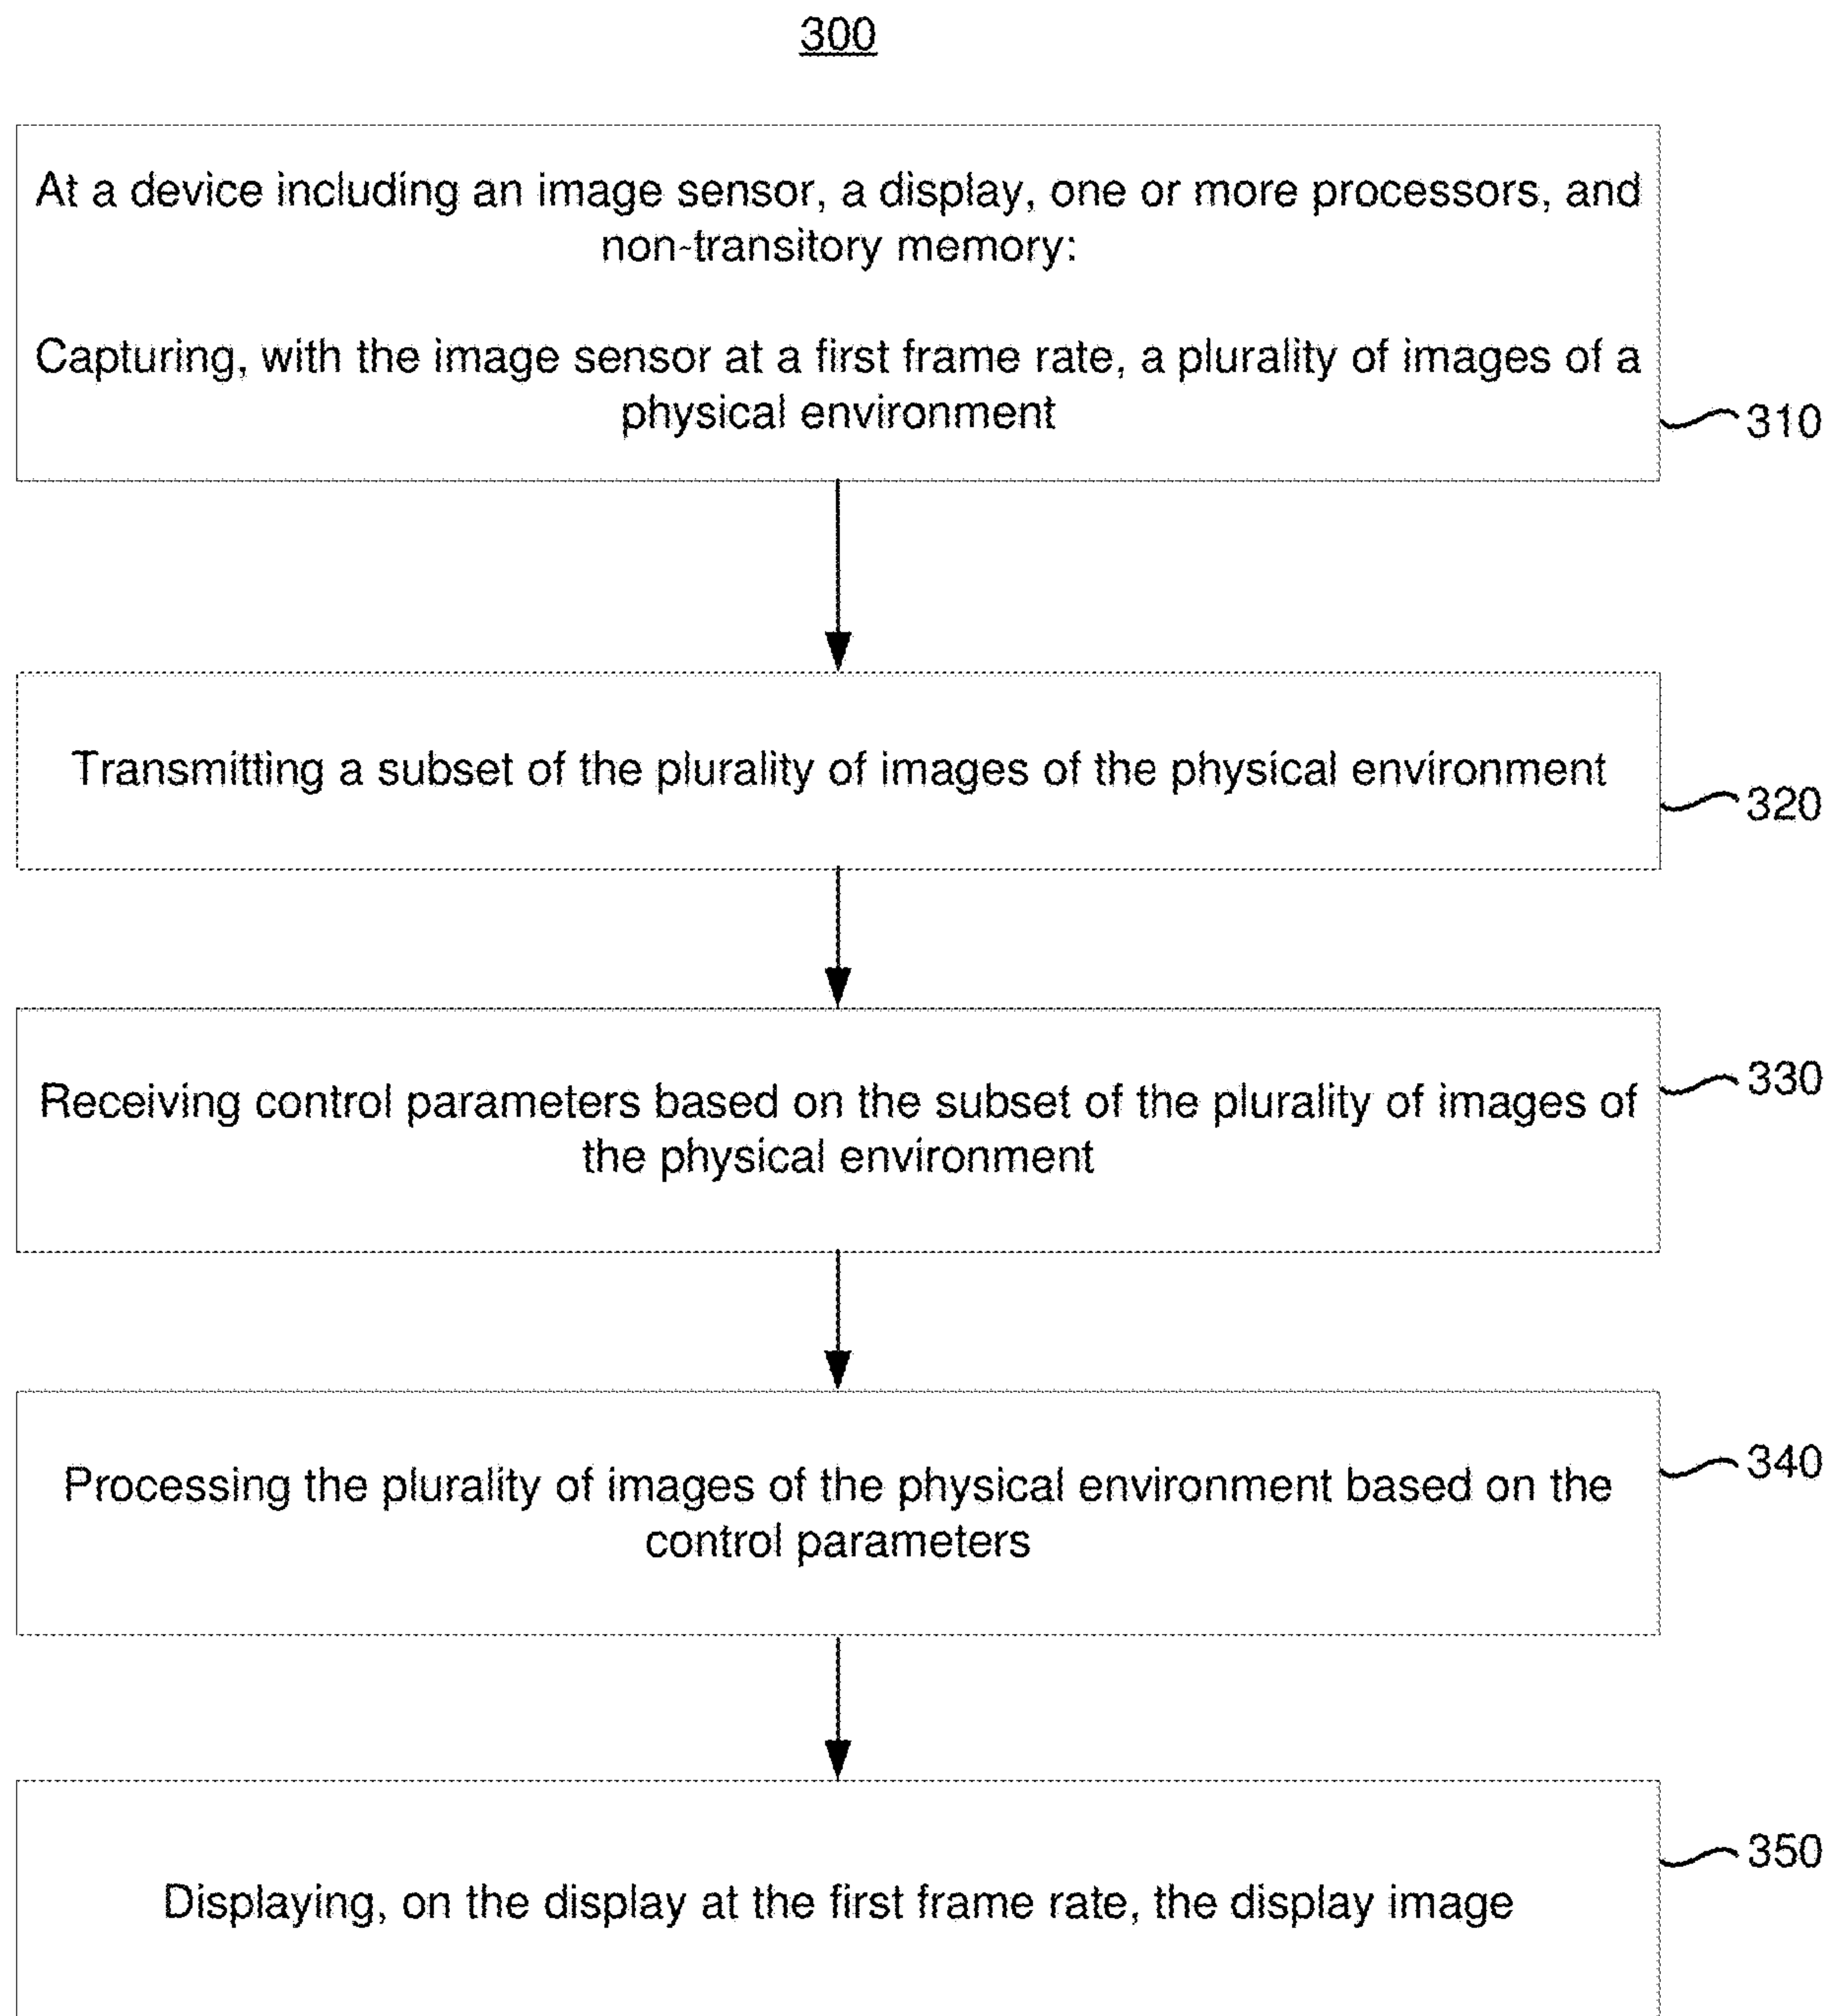 300
At a device including an image sensor, a display, one or more processors, and
non-transitory memory:
Capturing, with the image sensor at a first frame rate, a plurality of images of a
physical environment
310
Transmitting a subset of the plurality of images of the physical environment
320
Receiving control parameters based on the subset of the plurality of images of
the physical environment
330
Processing the plurality of images of the physical environment based on the
control parameters
340
Displaying, on the display at the first frame rate, the display image
350